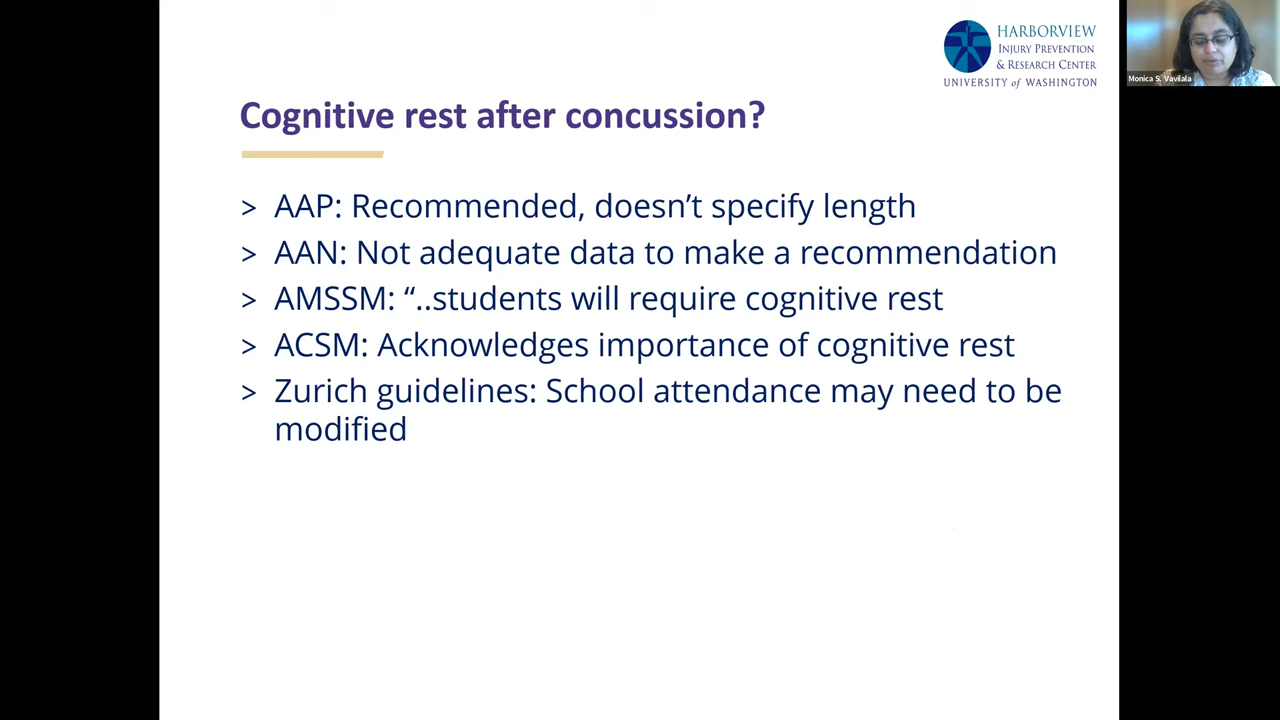 HARBORVIEW
INJURY PREVENTION
& RESEARCH CENTER
UNIVERSITY of WASHINGTON
Monica S. Vavilala
Cognitive rest after concussion?
> AAP: Recommended, doesn’t specify length
> AAN: Not adequate data to make a recommendation
> AMSSM: “..students will require cognitive rest
> ACSM: Acknowledges importance of cognitive rest
> Zurich guidelines: School attendance may need to be
modified